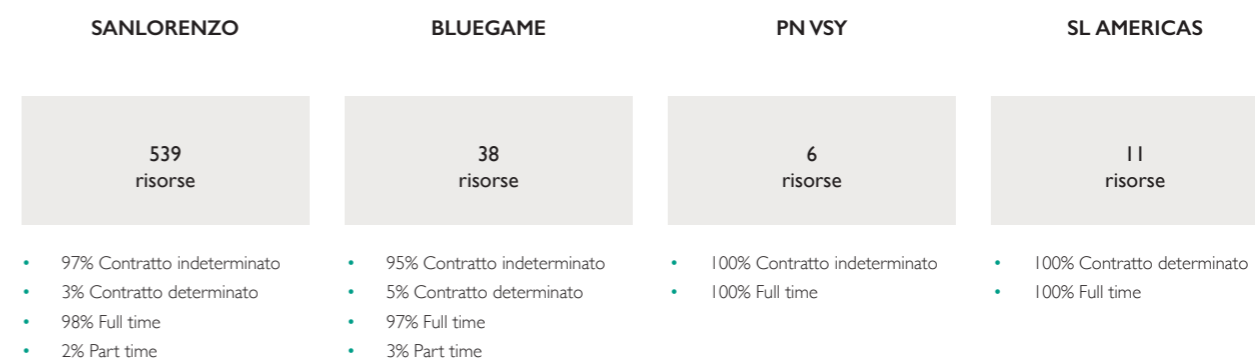 SANLORENZO
539
risorse
• 97% Contratto indeterminato
• 3% Contratto determinato
• 98% Full time
• 2% Part time
BLUEGAME
38
risorse
• 95% Contratto indeterminato
• 5% Contratto determinato
• 97% Full time
• 3% Part time
PN VSY
6
risorse
• 100% Contratto indeterminato
• 100% Full time
SL AMERICAS
11
risorse
• 100% Contratto determinato
• 100% Full time